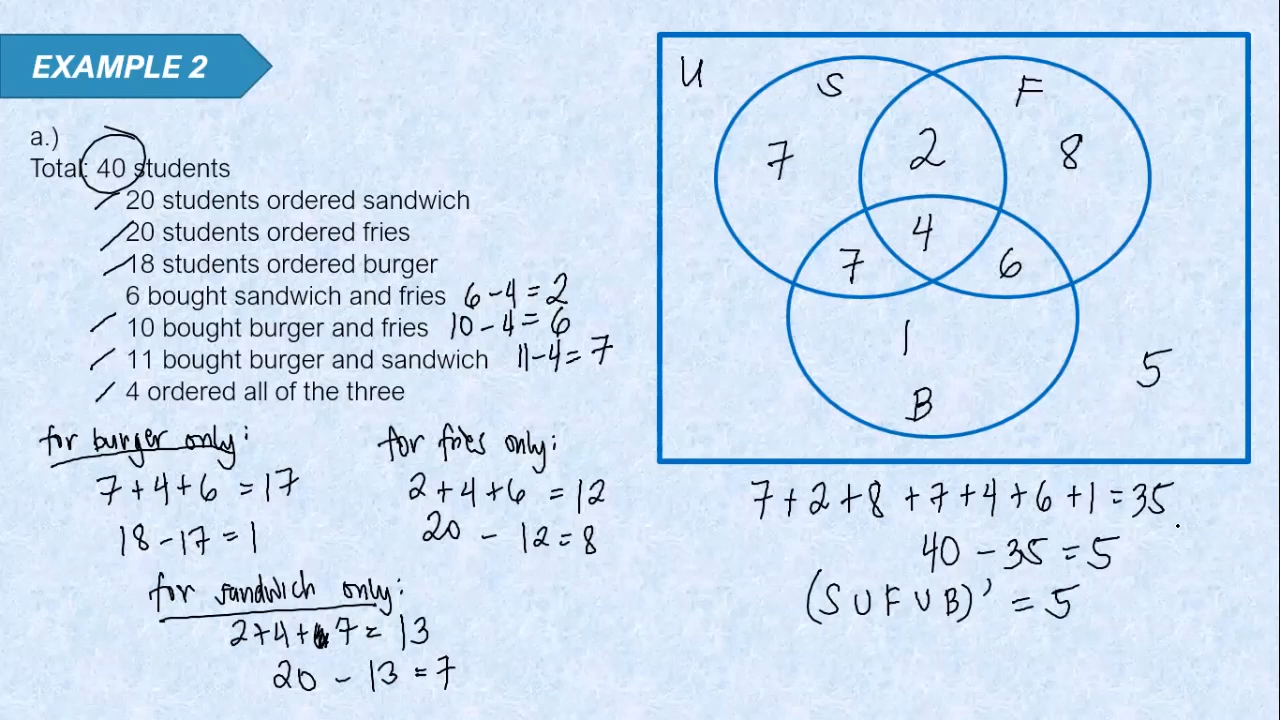 EXAMPLE 2
a.)
Total: 40 students
20 students ordered sandwich
20 students ordered fries
18 students ordered burger
6 bought sandwich and fries 6-4=2
10 bought burger and fries 10-4=6
11 bought burger and sandwich 11-4=7
4 ordered all of the three
for burger only:
7+4+6 =17
18-17=1
for fries only:
2+4+6 =12
20 - 12=8
for sandwich only:
2+4+7= 13
20 - 13 =7
U
S
F
7
2
8
4
7
6
1
B
5
7+2+8+7+4+6+1=35
40-35=5
(S∪F∪B)' =5